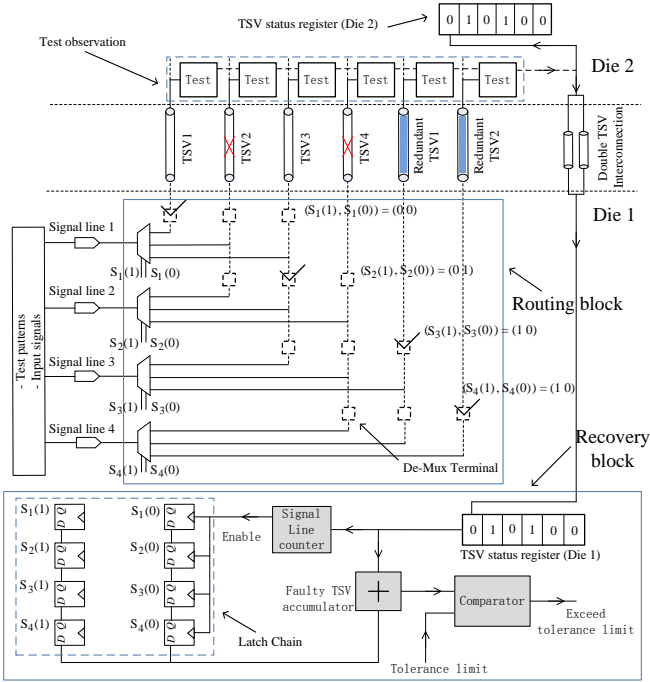 TSV status register (Die 2)
0 1 0 1 0 0
Test observation
Die 2
Test Test Test Test Test Test
TSV1
TSV2
TSV3
TSV4
Redundant
TSV1
Redundant
TSV2
Double TSV
Interconnection
Die 1
- Test patterns
- Input signals
Signal line 1
S1(1) S1(0)
(S1(1), S1(0)) = (0 0)
Signal line 2
S2(1) S2(0)
(S2(1), S2(0)) = (0 1)
Routing block
Signal line 3
S3(1) S3(0)
(S3(1), S3(0)) = (1 0)
Signal line 4
S4(1) S4(0)
(S4(1), S4(0)) = (1 0)
De-Mux Terminal
Recovery
block
S1(1) D Q
S2(1) D Q
S3(1) D Q
S4(1) D Q
S1(0) D Q
S2(0) D Q
S3(0) D Q
S4(0) D Q
Enable
Signal
Line
counter
0 1 0 1 0 0
TSV status register (Die 1)
Faulty TSV
accumulator
+
Comparator
Exceed
tolerance limit
Latch Chain
Tolerance limit